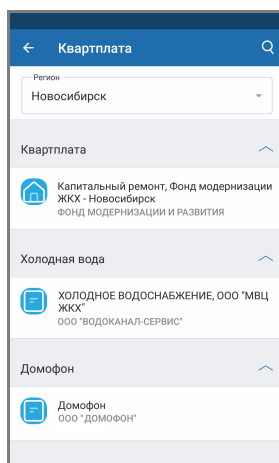 Квартплата
Регион
Новосибирск
Квартплата
Капитальный ремонт, Фонд модернизации
ЖКХ - Новосибирск
ФОНД МОДЕРНИЗАЦИИ И РАЗВИТИЯ
Холодная вода
ХОЛОДНОЕ ВОДОСНАБЖЕНИЕ, ООО "МВЦ
ЖКХ"
ООО "ВОДОКАНАЛ-СЕРВИС"
Домофон
Домофон
ООО "ДОМОФОН"